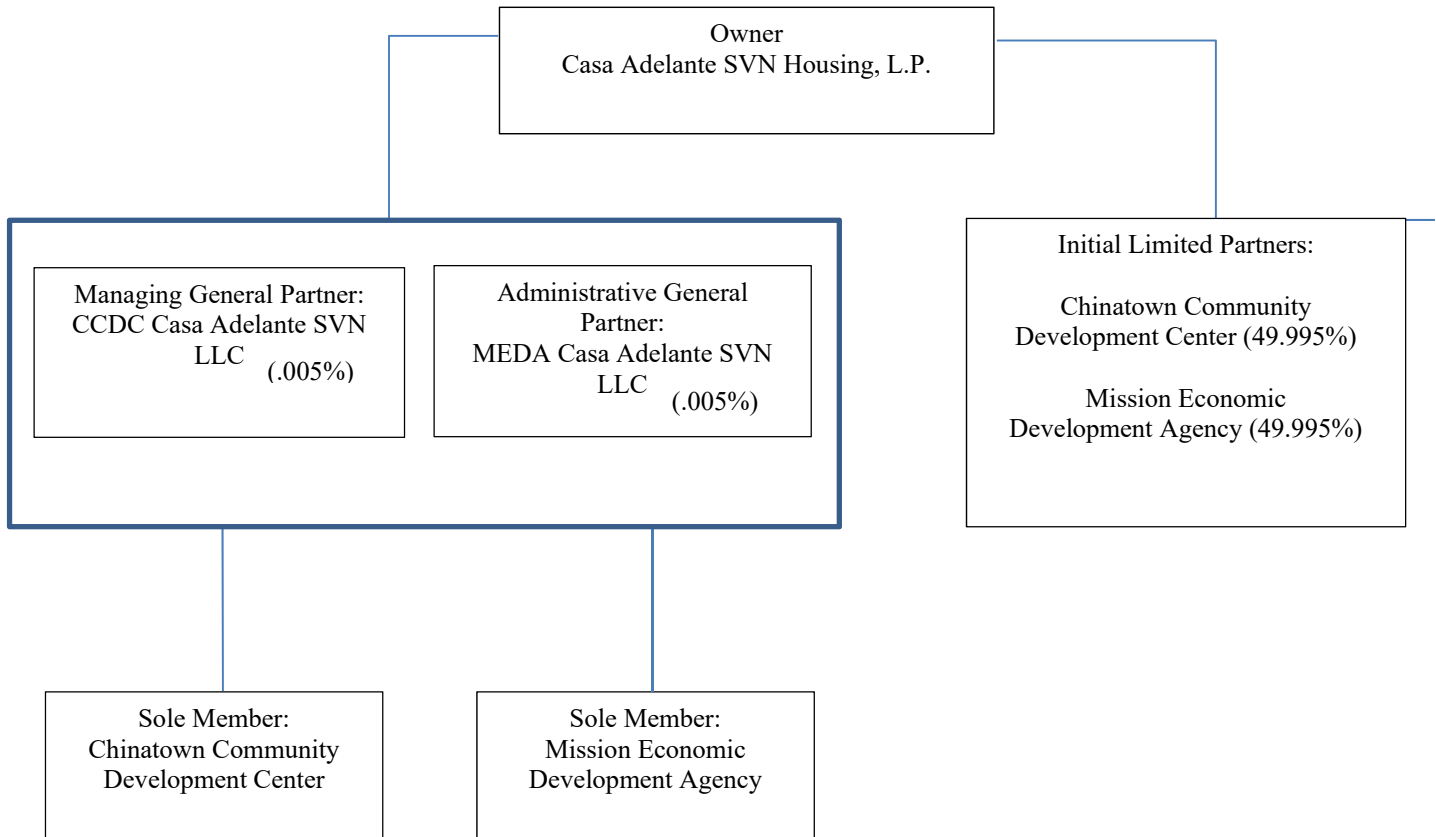 Owner
Casa Adelante SVN Housing, L.P.
Managing General Partner:
CCDC Casa Adelante SVN
LLC
(.005%)
Administrative General
Partner:
MEDA Casa Adelante SVN
LLC
(.005%)
Initial Limited Partners:
Chinatown Community
Development Center (49.995%)
Mission Economic
Development Agency (49.995%)
Sole Member:
Chinatown Community
Development Center
Sole Member:
Mission Economic
Development Agency